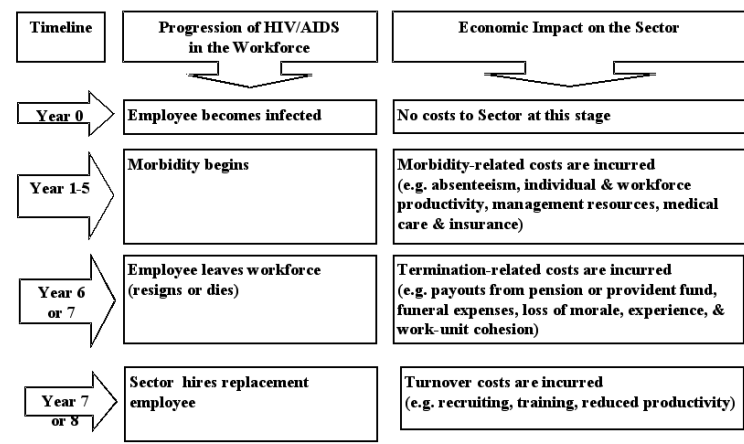 Timeline
Progression of HIV/AIDS
in the Workforce
Economic Impact on the Sector
Year 0
Employee becomes infected
No costs to Sector at this stage
Year 1-5
Morbidity begins
Morbidity-related costs are incurred
(e.g. absenteeism, individual & workforce
productivity, management resources, medical
care & insurance)
Year 6
or 7
Employee leaves workforce
(resigns or dies)
Termination-related costs are incurred
(e.g. payouts from pension or provident fund,
funeral expenses, loss of morale, experience, &
work-unit cohesion)
Year 7
or 8
Sector hires replacement
employee
Turnover costs are incurred
(e.g. recruiting, training, reduced productivity)